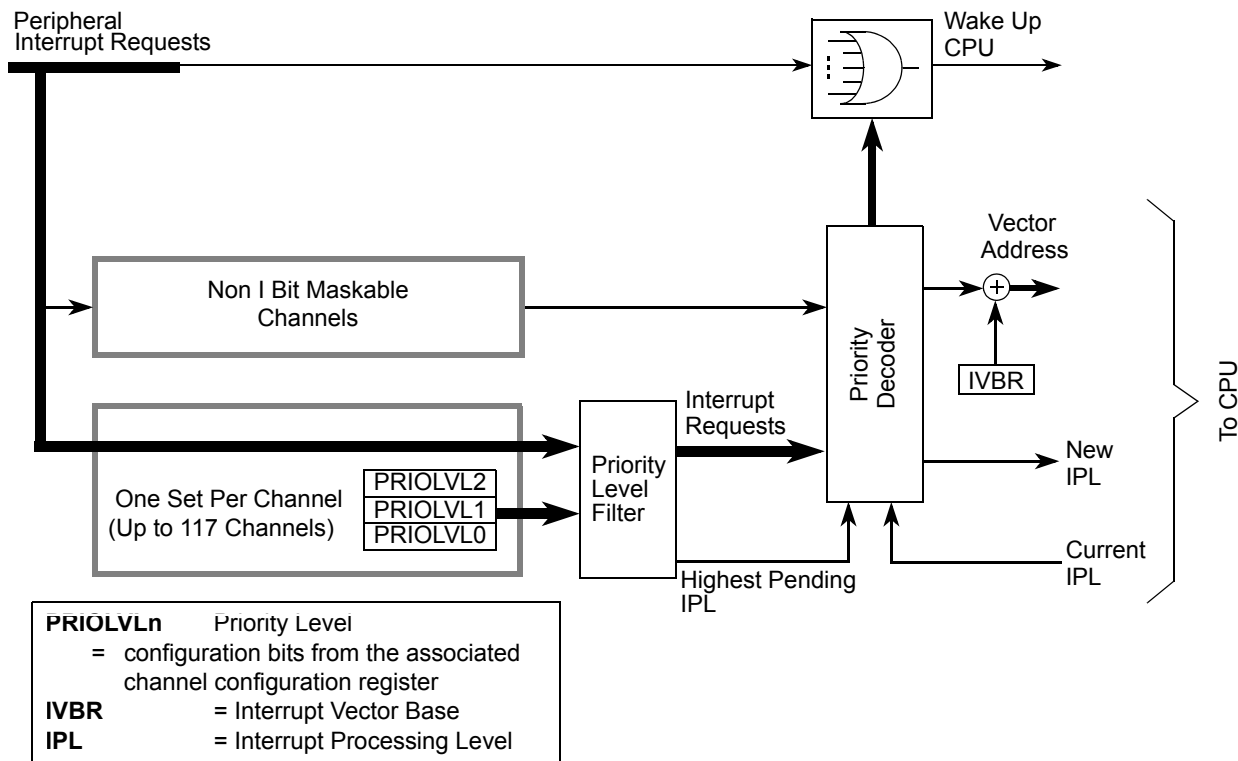 Peripheral
Interrupt Requests
Wake Up
CPU
Vector
Address
Non I Bit Maskable
Channels
Priority
Decoder
IVBR
To CPU
Interrupt
Requests
New
IPL
One Set Per Channel
(Up to 117 Channels)
PRIOLVL2
PRIOLVL1
PRIOLVL0
Priority
Level
Filter
Highest Pending
IPL
Current
IPL
PRIOLVLn Priority Level
= configuration bits from the associated
channel configuration register
IVBR = Interrupt Vector Base
IPL = Interrupt Processing Level